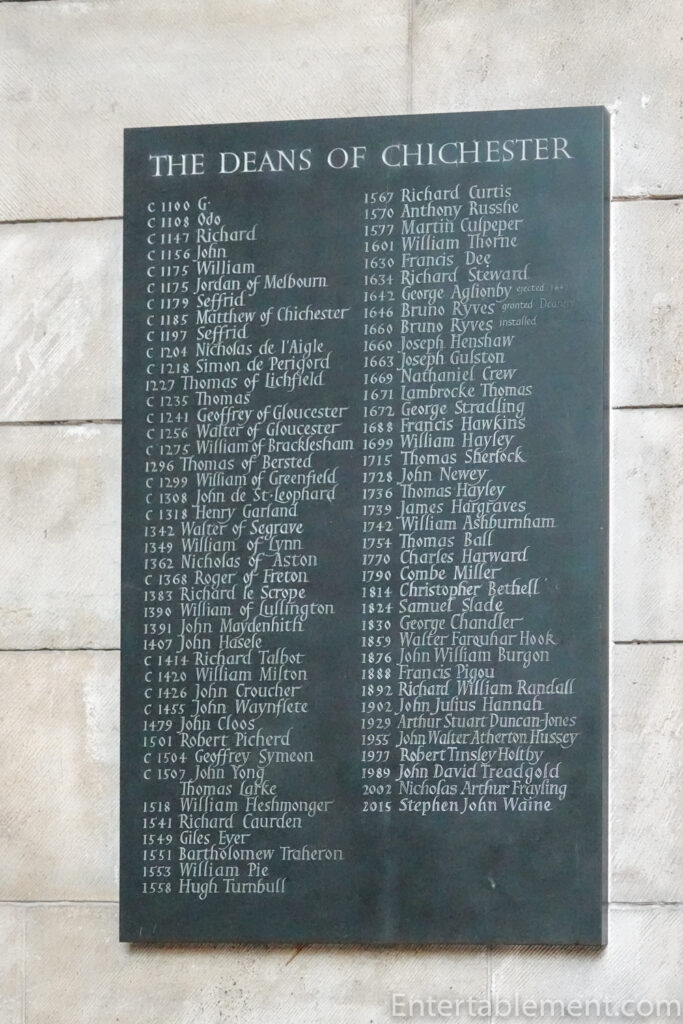 THE DEANS OF CHICHESTER
C 1100 G.
C 1108 Odo
C 1147 Richard
C 1156 John
C 1175 William
C 1175 Jordan of Melbourn
C 1179 Seffrid
C 1185 Matthew of Chichester
C 1197 Seffrid
C 1204 Nicholas de l'Aigle
C 1218 Simon de Perigord
1227 Thomas of Lichfield
C 1235 Thomas
C 1241 Geoffrey of Gloucester
C 1256 Walter of Gloucester
C 1275 William of Bracklesham
1296 Thomas of Bersted
C 1299 William of Greenfield
C 1308 John de St·leophard
C 1318 Henry Garland
1342 Walter of Segrave
1349 William of Lynn
1362 Nicholas of Aston
C 1368 Roger of Freton
1383 Richard le Scrope
1390 William of Lullington
1391 John Maydenhith
1407 John Hasele
C 1414 Richard Talbot
C 1420 William Milton
C 1426 John Croucher
C 1455 John Waynflete
1479 John Cloos
1501 Robert Picherd
C 1504 Geoffrey Symeon
C 1507 John Yong
Thomas Larke
1518 William Fleshmonger
1541 Richard Caurden
1549 Giles Eyer
1551 Bartholomew Traheron
1553 William Pie
1558 Hugh Turnbull
1567 Richard Curtis
1570 Anthony Russhe
1577 Martin Culpeper
1601 William Thorne
1630 Francis Dee
1634 Richard Steward
1642 George Aglionby ejected
1646 Bruno Ryves granted Deanery
1660 Bruno Ryves installed
1660 Joseph Henshaw
1663 Joseph Gulston
1669 Nathaniel Crew
1671 Lambrocke Thomas
1672 George Stradling
1688 Francis Hawkins
1699 William Hayley
1715 Thomas Sherlock
1728 John Newey
1736 Thomas Hayley
1739 James Hargraves
1742 William Ashburnham
1754 Thomas Ball
1770 Charles Harward
1790 Combe Miller
1814 Christopher Bethell
1824 Samuel Slade
1830 George Chandler
1859 Walter Farquhar Hook
1876 John William Burgon
1888 Francis Pigou
1892 Richard William Randall
1902 John Julius Hannah
1929 Arthur Stuart Duncan-Jones
1955 John Walter Atherton Hussey
1977 Robert Tinsley Holtby
1989 John David Treadgold
2002 Nicholas Arthur Frayling
2015 Stephen John Waine
Entertablement.com